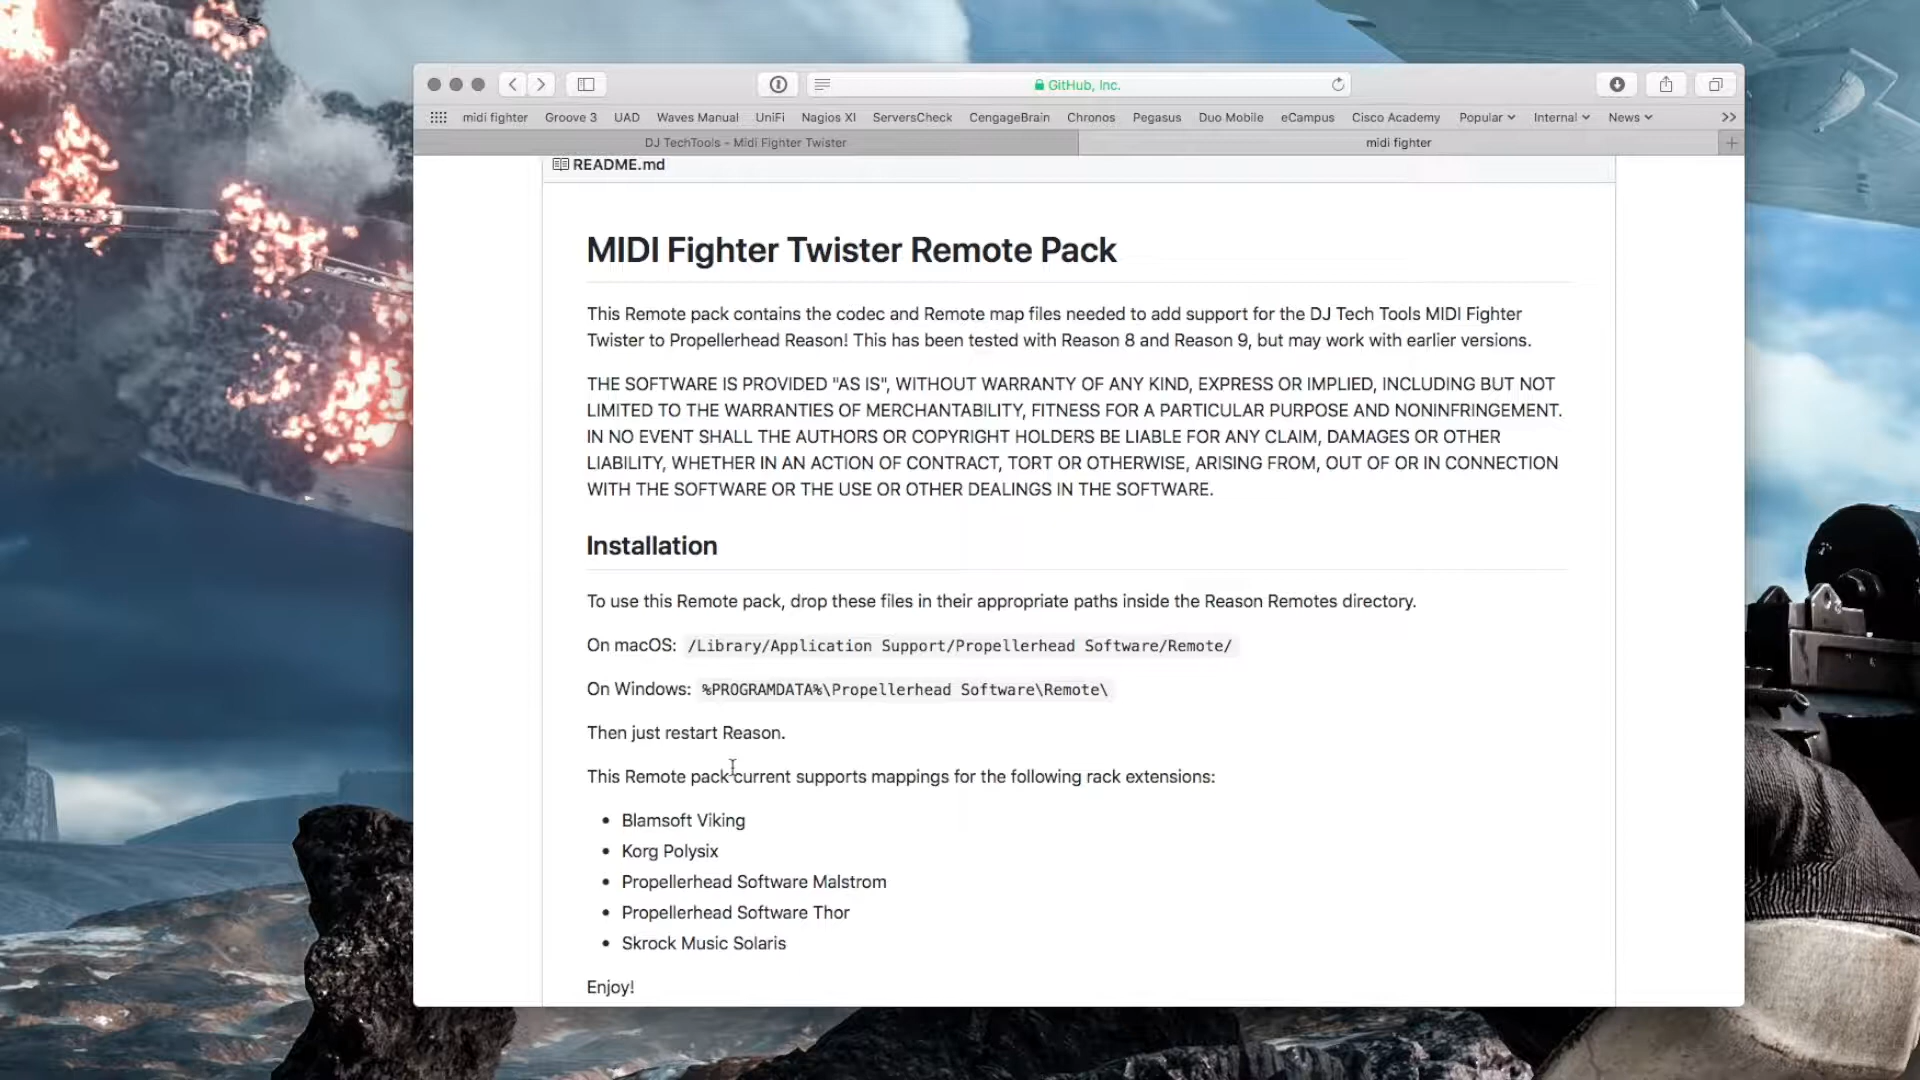 GitHub, Inc.
midi fighter Groove 3 UAD Waves Manual UniFi Nagios XI ServersCheck CengageBrain Chronos Pegasus Duo Mobile eCampus Cisco Academy Popular Internal News
DJ TechTools - Midi Fighter Twister midi fighter
README.md
MIDI Fighter Twister Remote Pack
This Remote pack contains the codec and Remote map files needed to add support for the DJ Tech Tools MIDI Fighter
Twister to Propellerhead Reason! This has been tested with Reason 8 and Reason 9, but may work with earlier versions.
THE SOFTWARE IS PROVIDED "AS IS", WITHOUT WARRANTY OF ANY KIND, EXPRESS OR IMPLIED, INCLUDING BUT NOT
LIMITED TO THE WARRANTIES OF MERCHANTABILITY, FITNESS FOR A PARTICULAR PURPOSE AND NONINFRINGEMENT.
IN NO EVENT SHALL THE AUTHORS OR COPYRIGHT HOLDERS BE LIABLE FOR ANY CLAIM, DAMAGES OR OTHER
LIABILITY, WHETHER IN AN ACTION OF CONTRACT, TORT OR OTHERWISE, ARISING FROM, OUT OF OR IN CONNECTION
WITH THE SOFTWARE OR THE USE OR OTHER DEALINGS IN THE SOFTWARE.
Installation
To use this Remote pack, drop these files in their appropriate paths inside the Reason Remotes directory.
On macOS: /Library/Application Support/Propellerhead Software/Remote/
On Windows: %PROGRAMDATA%\Propellerhead Software\Remote\
Then just restart Reason.
This Remote pack current supports mappings for the following rack extensions:
• Blamsoft Viking
• Korg Polysix
• Propellerhead Software Malstrom
• Propellerhead Software Thor
• Skrock Music Solaris
Enjoy!